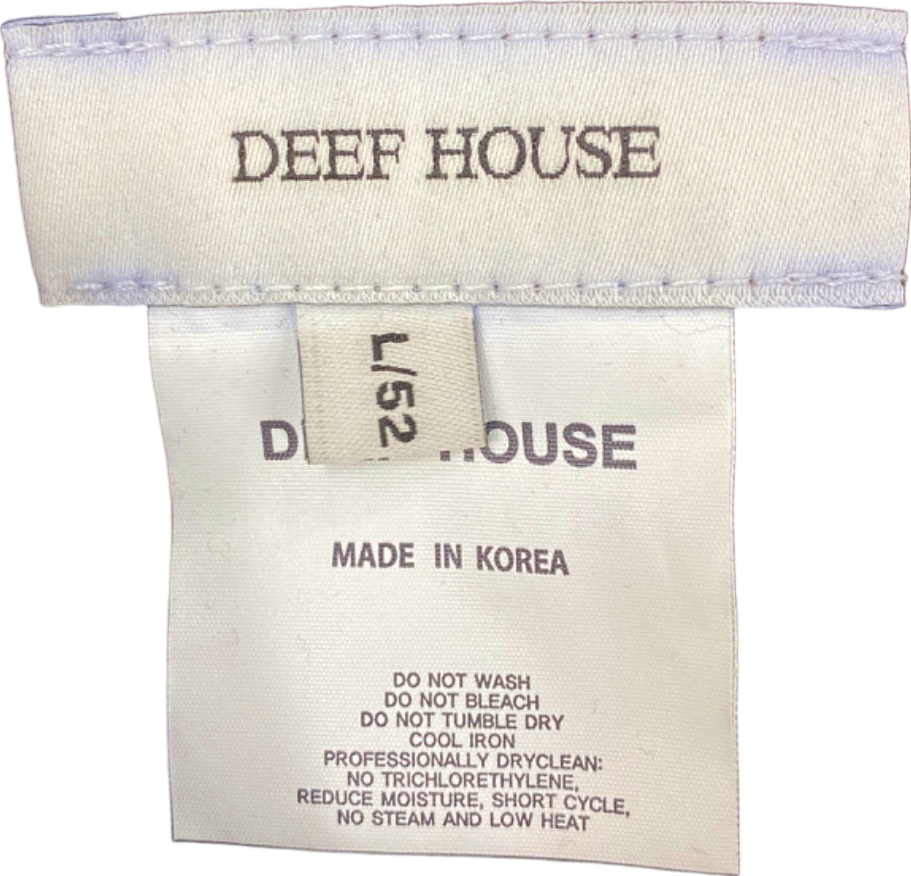 DEEF HOUSE
L/52
HOUSE
MADE IN KOREA
DO NOT WASH
DO NOT BLEACH
DO NOT TUMBLE DRY
COOL IRON
PROFESSIONALLY DRYCLEAN:
NO TRICHLORETHYLENE,
REDUCE MOISTURE, SHORT CYCLE,
NO STEAM AND LOW HEAT